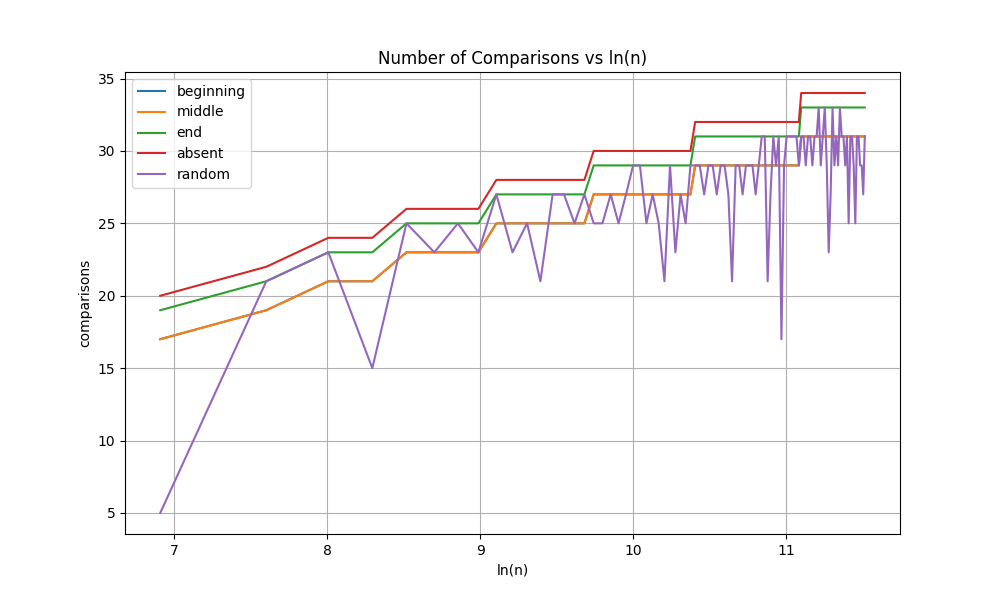 Number of Comparisons vs ln(n)
35
30
25
20
15
10
5
comparisons
beginning
middle
end
absent
random
7
8
9
10
11
ln(n)